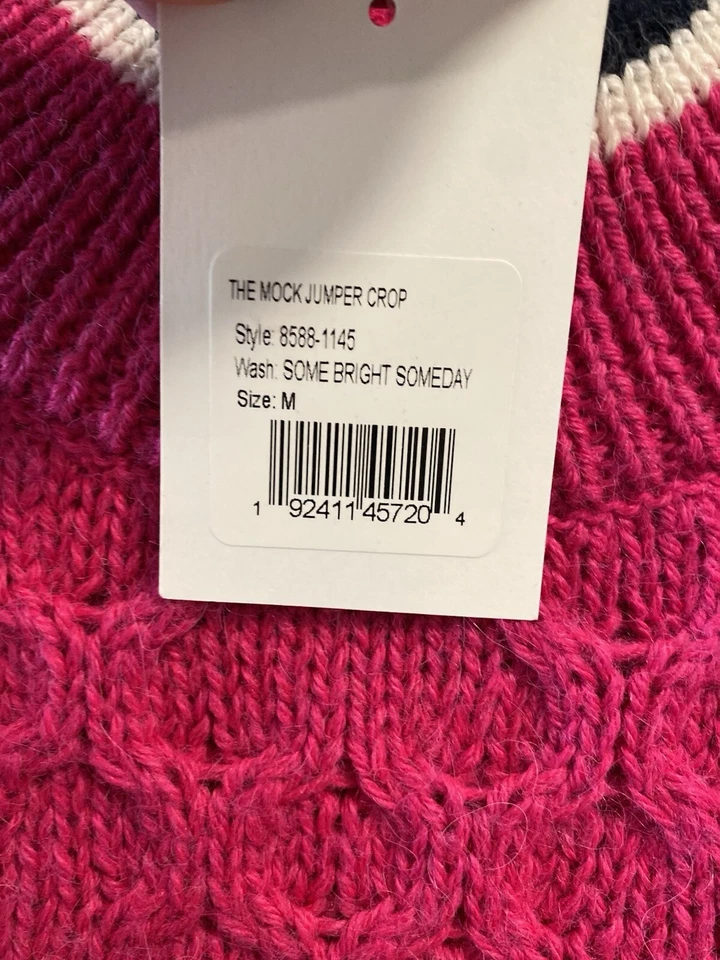 THE MOCK JUMPER CROP
Style: 8588-1145
Wash: SOME BRIGHT SOMEDAY
Size: M
1 92411 45720 4